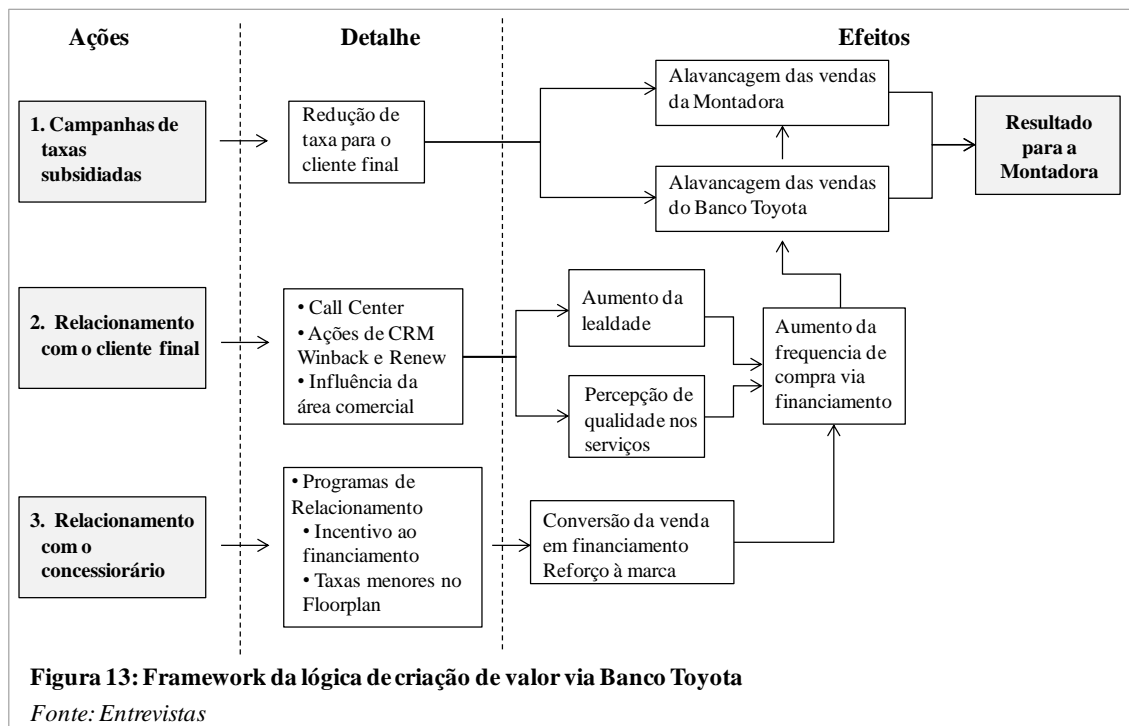 Ações
Detalhe
Efeitos
1. Campanhas de
taxas
subsidiadas
Redução de
taxa para o
cliente final
Alavancagem das vendas
da Montadora
Alavancagem das vendas
do Banco Toyota
Resultado
para a
Montadora
2. Relacionamento
com o cliente final
• Call Center
• Ações de CRM
Winback e Renew
• Influência da
área comercial
Aumento da
lealdade
Percepção de
qualidade nos
serviços
Aumento da
frequencia de
compra via
financiamento
3. Relacionamento
com o
concessiorário
• Programas de
Relacionamento
• Incentivo ao
financiamento
• Taxas menores no
Floorplan
Conversão da venda
em financiamento
Reforço à marca
Figura 13: Framework da lógica de criação de valor via Banco Toyota
Fonte: Entrevistas